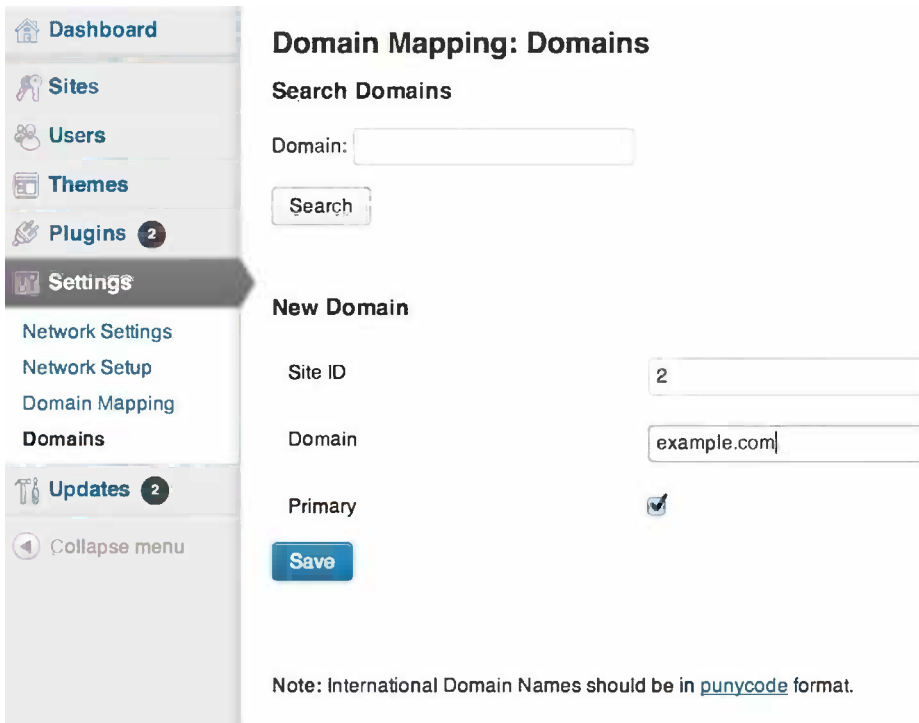 Dashboard
Sites
Users
Themes
Plugins 2
Settings
Network Settings
Network Setup
Domain Mapping
Domains
Updates 2
Collapse menu
Domain Mapping: Domains
Search Domains
Domain:
Search
New Domain
Site ID 2
Domain example.com
Primary
Save
Note: International Domain Names should be in punycode format.